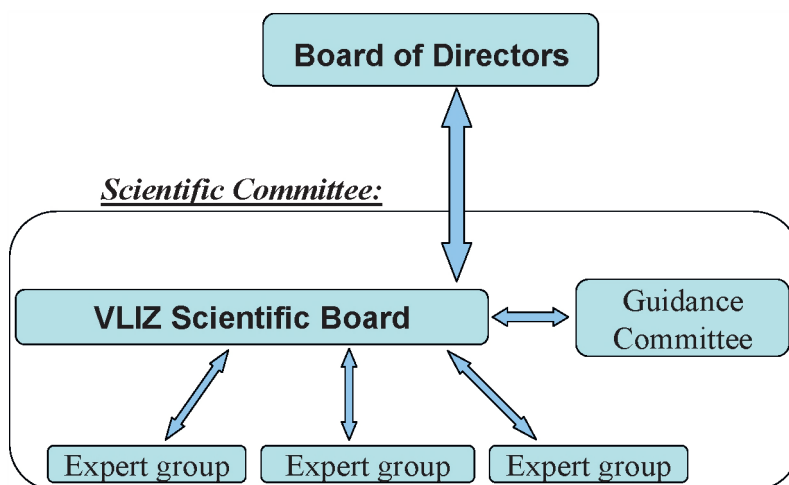 Board of Directors
Scientific Committee:
VLIZ Scientific Board
Guidance
Committee
Expert group
Expert group
Expert group